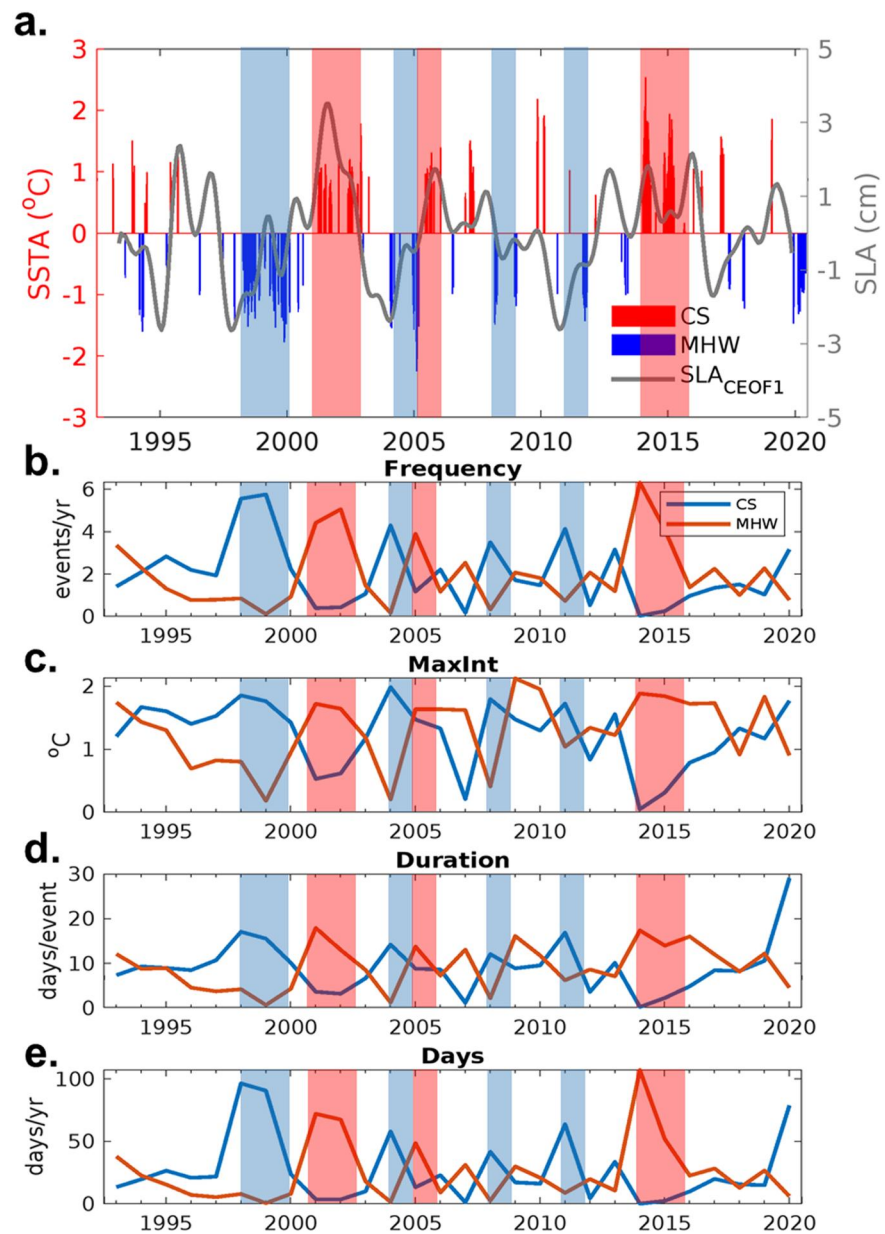 a.
3
2
1
0
-1
-2
-3
SSTA (°C)
5
3
1
-1
-3
-5
SLA (cm)
CS
MHW
SLA CEOF1
1995 2000 2005 2010 2015 2020
b.
Frequency
6
4
2
0
events/yr
CS
MHW
1995 2000 2005 2010 2015 2020
c.
MaxInt
2
1
0
°C
1995 2000 2005 2010 2015 2020
d.
Duration
30
20
10
0
days/event
1995 2000 2005 2010 2015 2020
e.
Days
100
50
0
days/yr
1995 2000 2005 2010 2015 2020